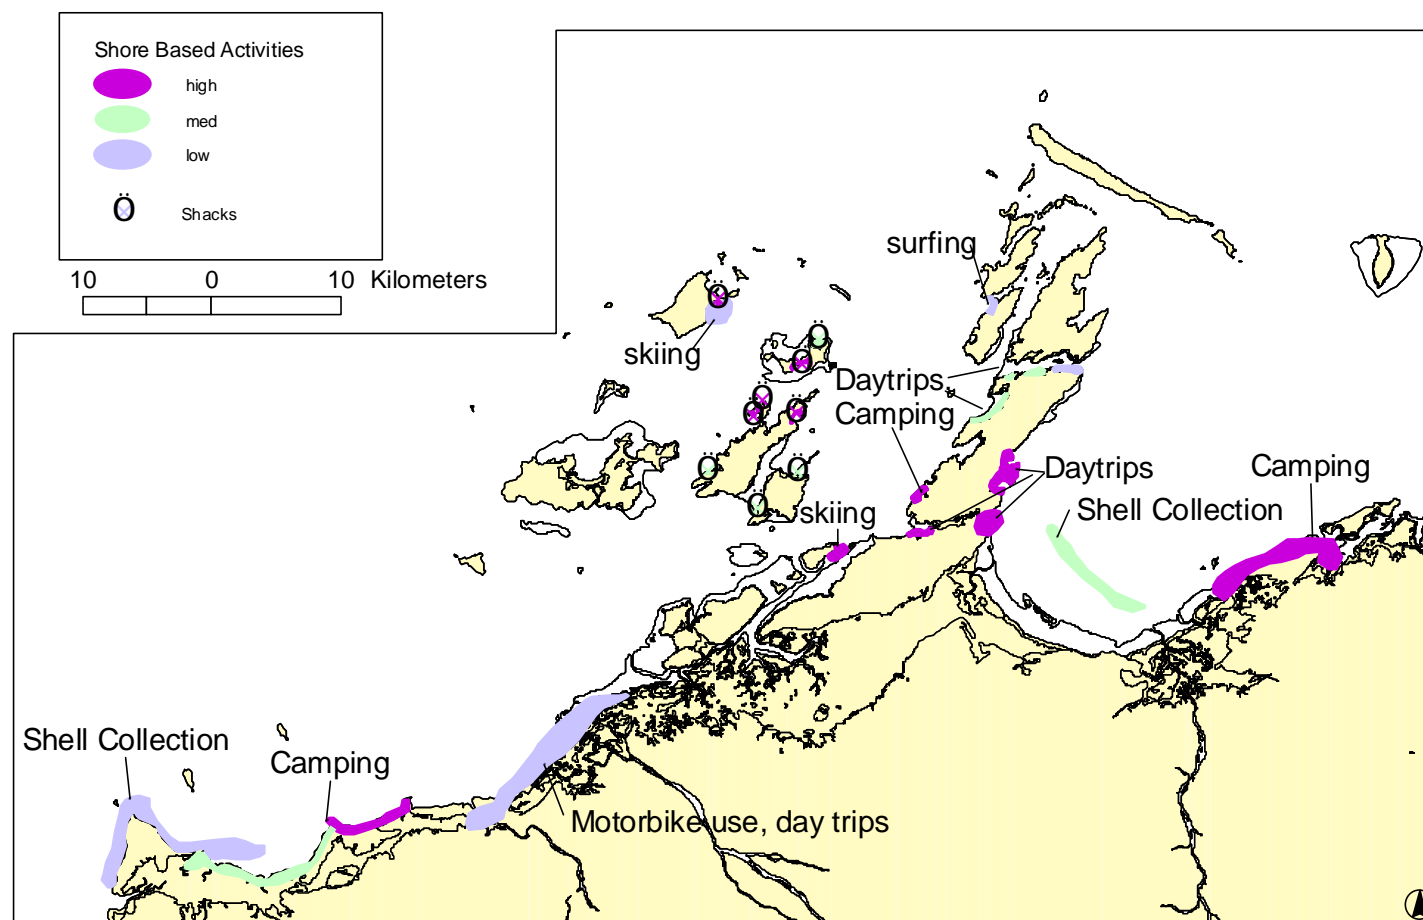 Shore Based Activities
high
med
low
Ö Shacks
10 0 10 Kilometers
surfing
Ö
skiing
Ö
Ö
Daytrips
Ö
Camping
Ö Ö
Ö Ö
Daytrips
Camping
Ö
skiing
Shell Collection
Shell Collection
Camping
Motorbike use, day trips